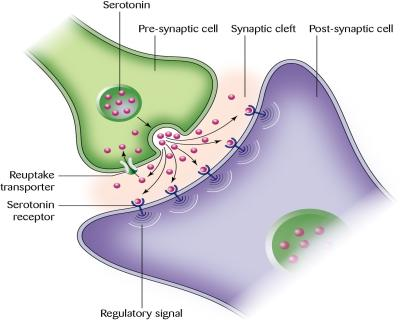 Serotonin
Pre-synaptic cell
Synaptic cleft
Post-synaptic cell
Reuptake
transporter
Serotonin
receptor
Regulatory signal